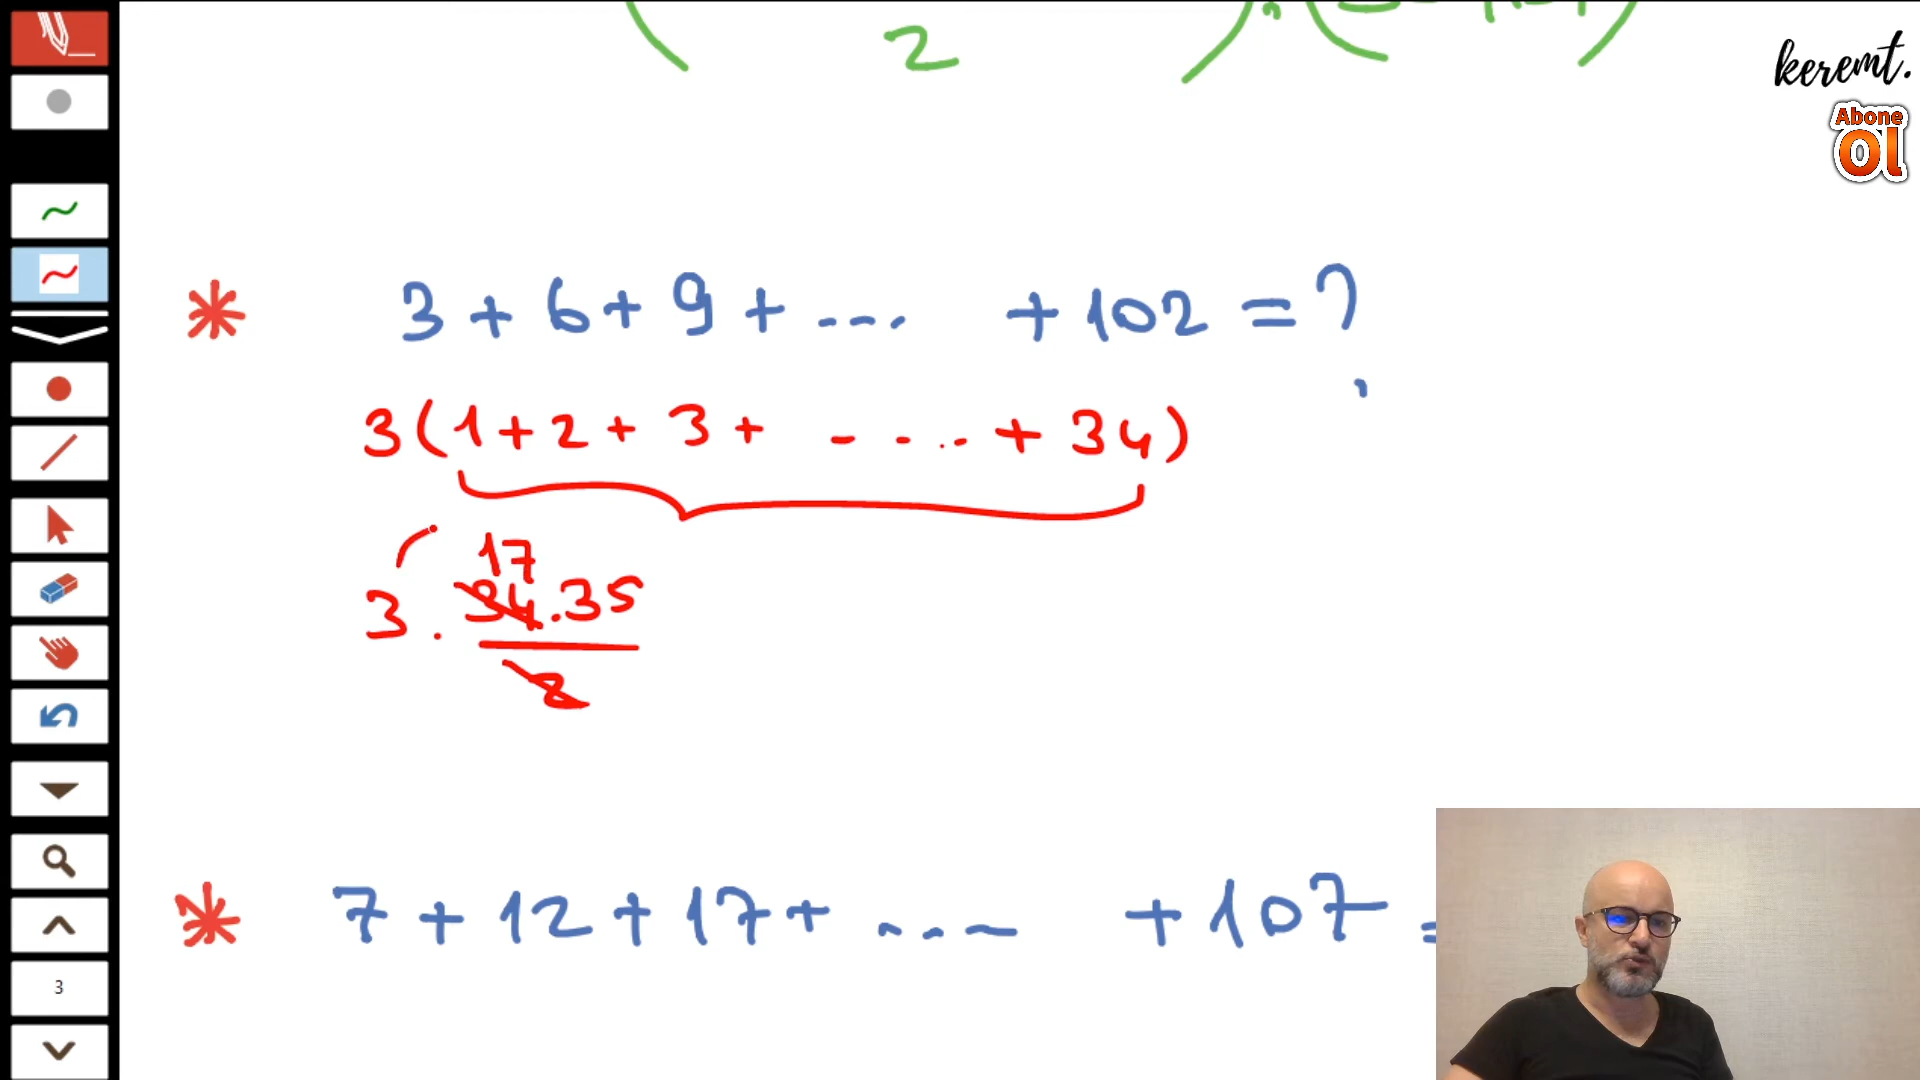 2
keremt.
Abone
Ol
* 3 + 6 + 9 + ... + 102 = ?
3(1 + 2 + 3 + ..... + 34)
17
3 . 34.35
2
* 7 + 12 + 17 + ... + 107 =
3